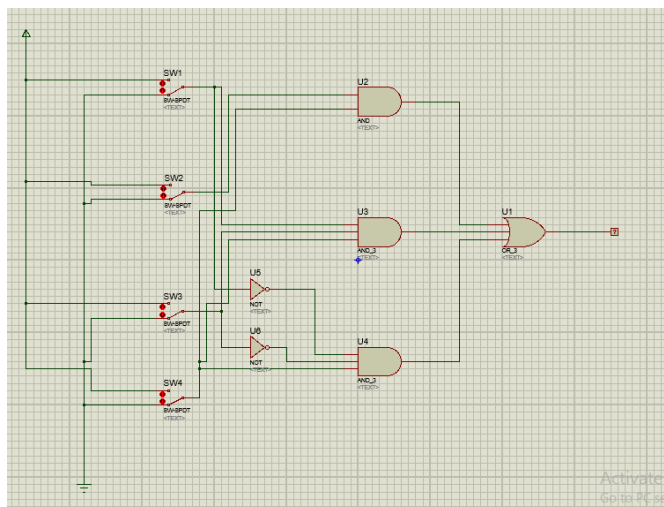 SW1
SW-SPDT
<TEXT>
U2
AND
<TEXT>
SW2
SW-SPDT
<TEXT>
U3
AND_3
<TEXT>
U1
OR_3
<TEXT>
?
U5
NOT
<TEXT>
SW3
SW-SPDT
<TEXT>
U6
NOT
<TEXT>
U4
AND_3
<TEXT>
SW4
SW-SPDT
<TEXT>
Activate
Go to PC s